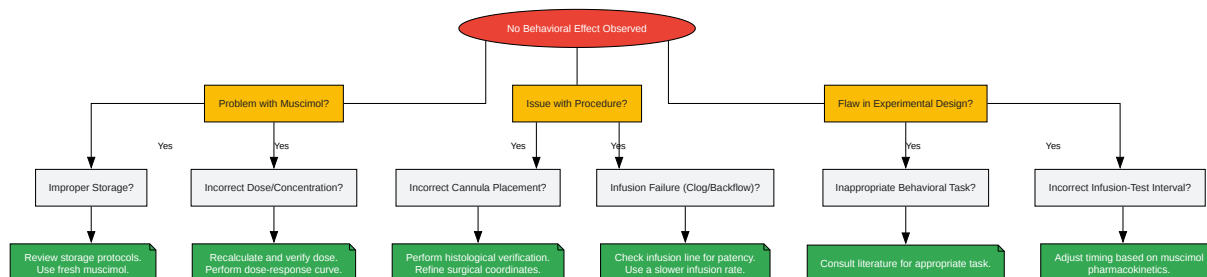 No Behavioral Effect Observed
Problem with Muscimol?
Issue with Procedure?
Flaw in Experimental Design?
Yes
Yes
Yes
Yes
Yes
Yes
Improper Storage?
Incorrect Dose/Concentration?
Incorrect Cannula Placement?
Infusion Failure (Clog/Backflow)?
Inappropriate Behavioral Task?
Incorrect Infusion-Test Interval?
Review storage protocols.
Use fresh muscimol.
Recalculate and verify dose.
Perform dose-response curve.
Perform histological verification.
Refine surgical coordinates.
Check infusion line for patency.
Use a slower infusion rate.
Consult literature for appropriate task.
Adjust timing based on muscimol
pharmacokinetics.